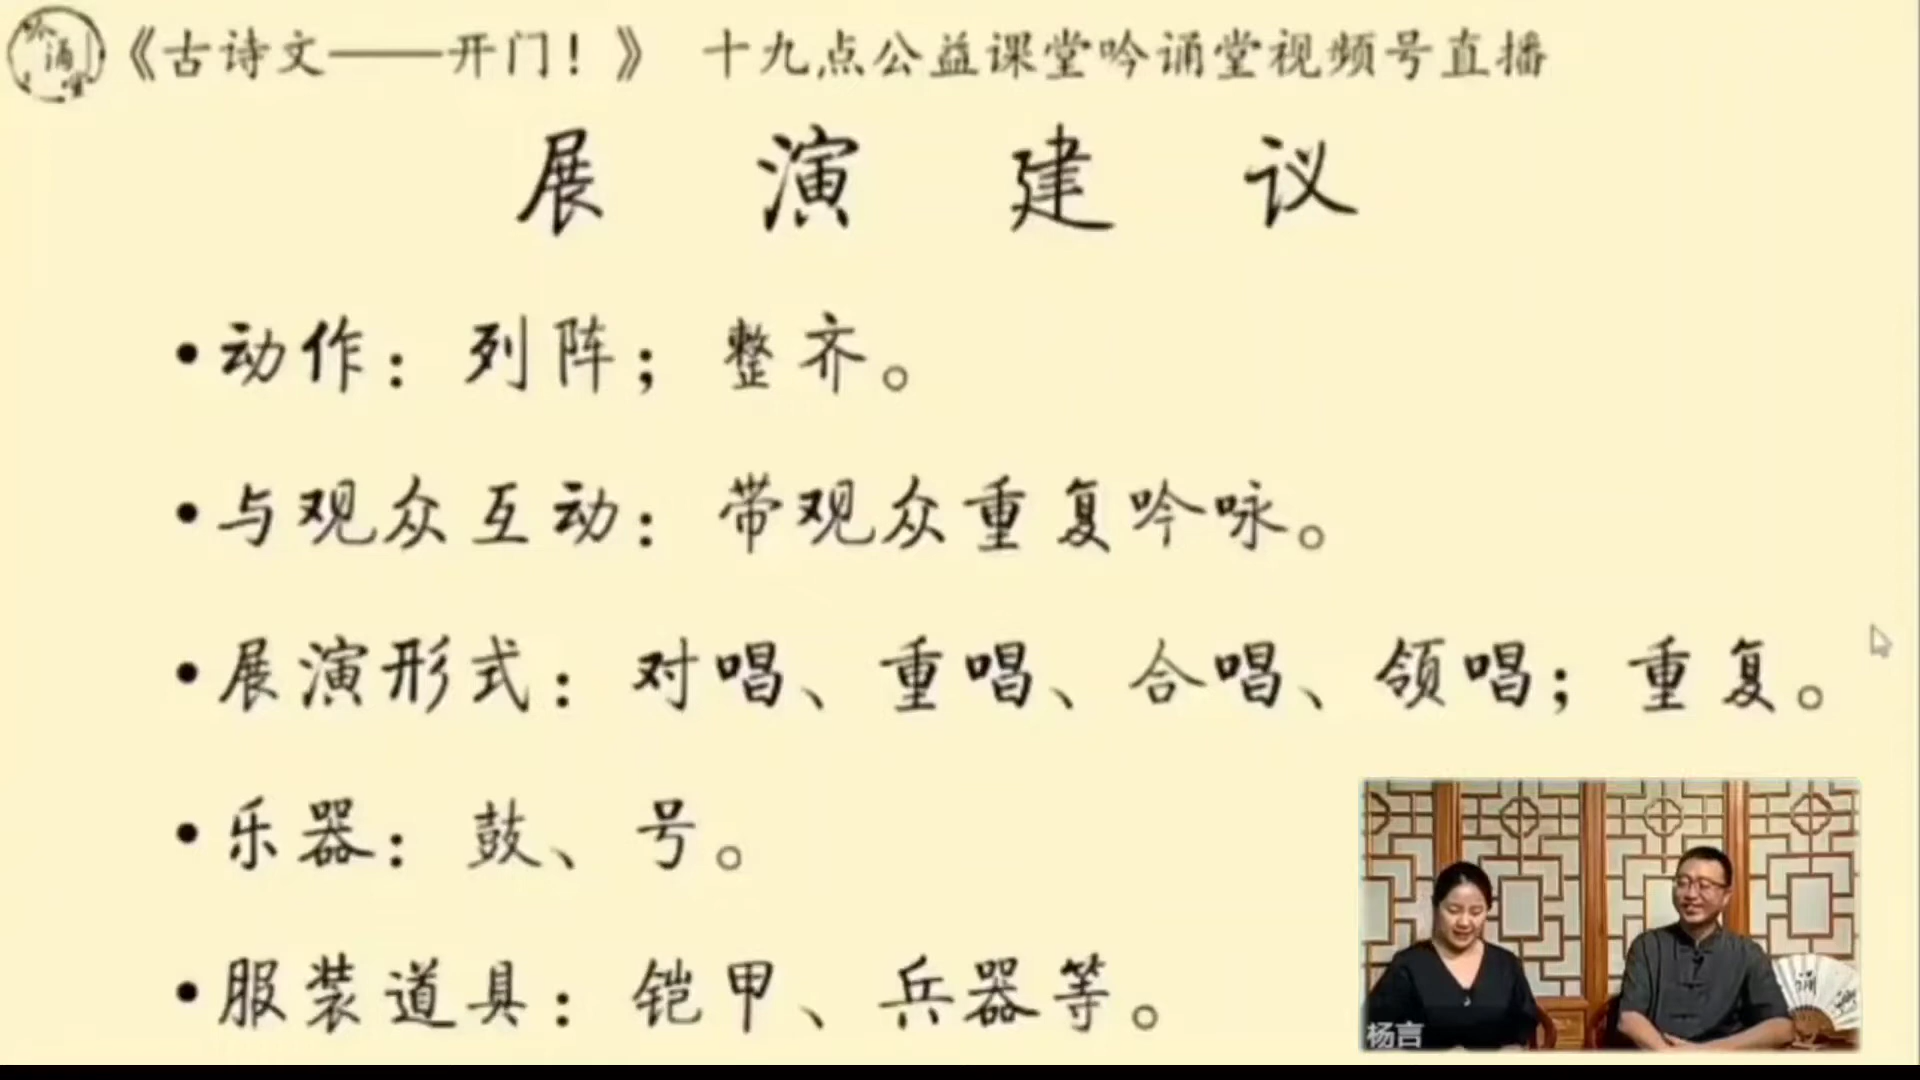 《古诗文——开门！》 十九点公益课堂吟诵堂视频号直播
展演建议
•动作：列阵；整齐。
•与观众互动：带观众重复吟咏。
•展演形式：对唱、重唱、合唱、领唱；重复。
•乐器：鼓、号。
•服装道具：铠甲、兵器等。
杨言